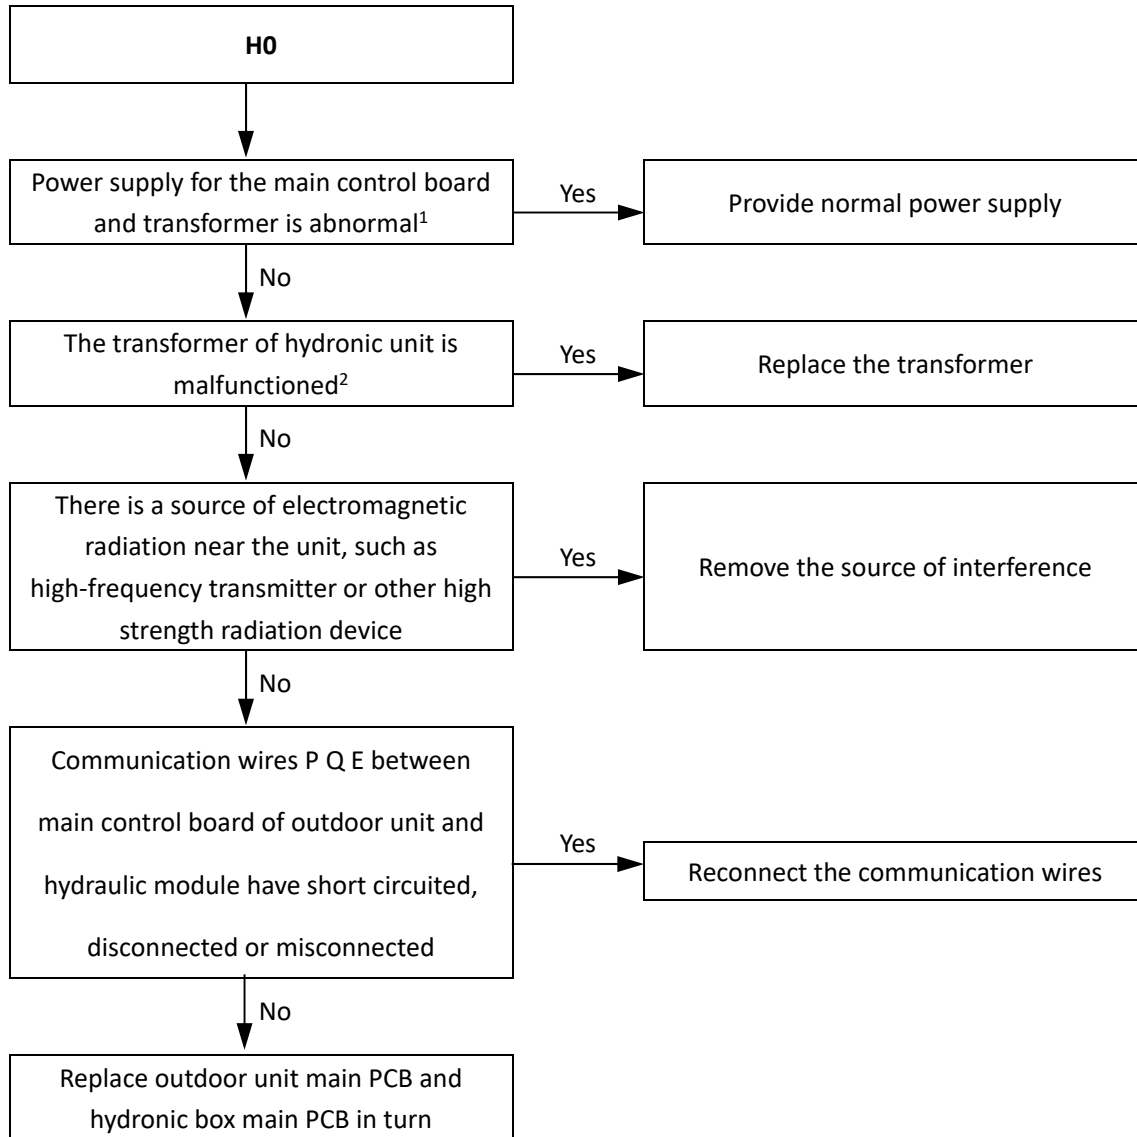 H0
Power supply for the main control board
and transformer is abnormal¹
Yes
Provide normal power supply
No
The transformer of hydronic unit is
malfunctioned²
Yes
Replace the transformer
No
There is a source of electromagnetic
radiation near the unit, such as
high-frequency transmitter or other high
strength radiation device
Yes
Remove the source of interference
No
Communication wires P Q E between
main control board of outdoor unit and
hydraulic module have short circuited,
disconnected or misconnected
Yes
Reconnect the communication wires
No
Replace outdoor unit main PCB and
hydronic box main PCB in turn